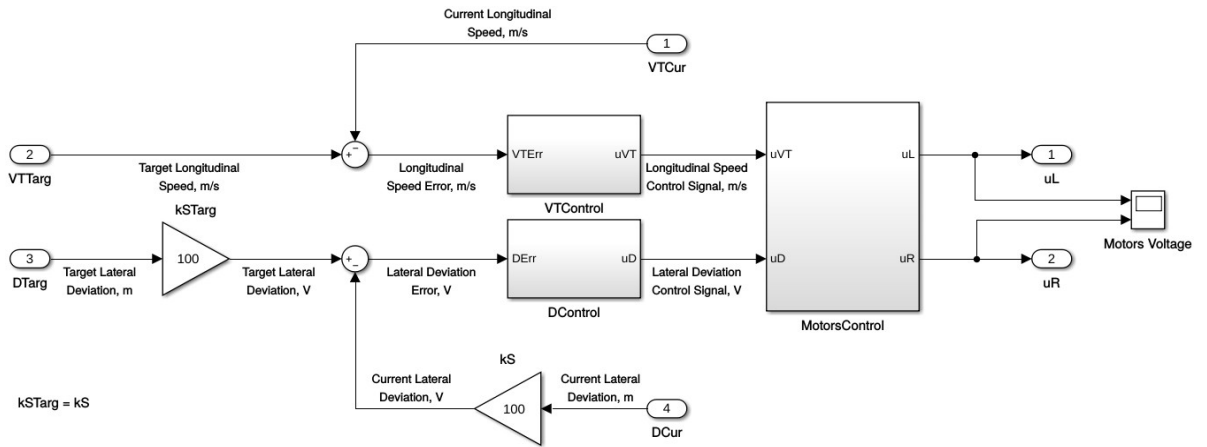 Current Longitudinal
Speed, m/s
1
VTCur
2
VTTarg
+
−
Target Longitudinal
Speed, m/s
Longitudinal
Speed Error, m/s
VTErr
uVT
VTControl
Longitudinal Speed
Control Signal, m/s
uVT
uL
1
uL
kSTarg
3
DTarg
Target Lateral
Deviation, m
100
Target Lateral
Deviation, V
+
−
Lateral Deviation
Error, V
DErr
uD
DControl
Lateral Deviation
Control Signal, V
uD
uR
MotorsControl
2
uR
Motors Voltage
kS
Current Lateral
Deviation, V
100
Current Lateral
Deviation, m
4
DCur
kSTarg = kS